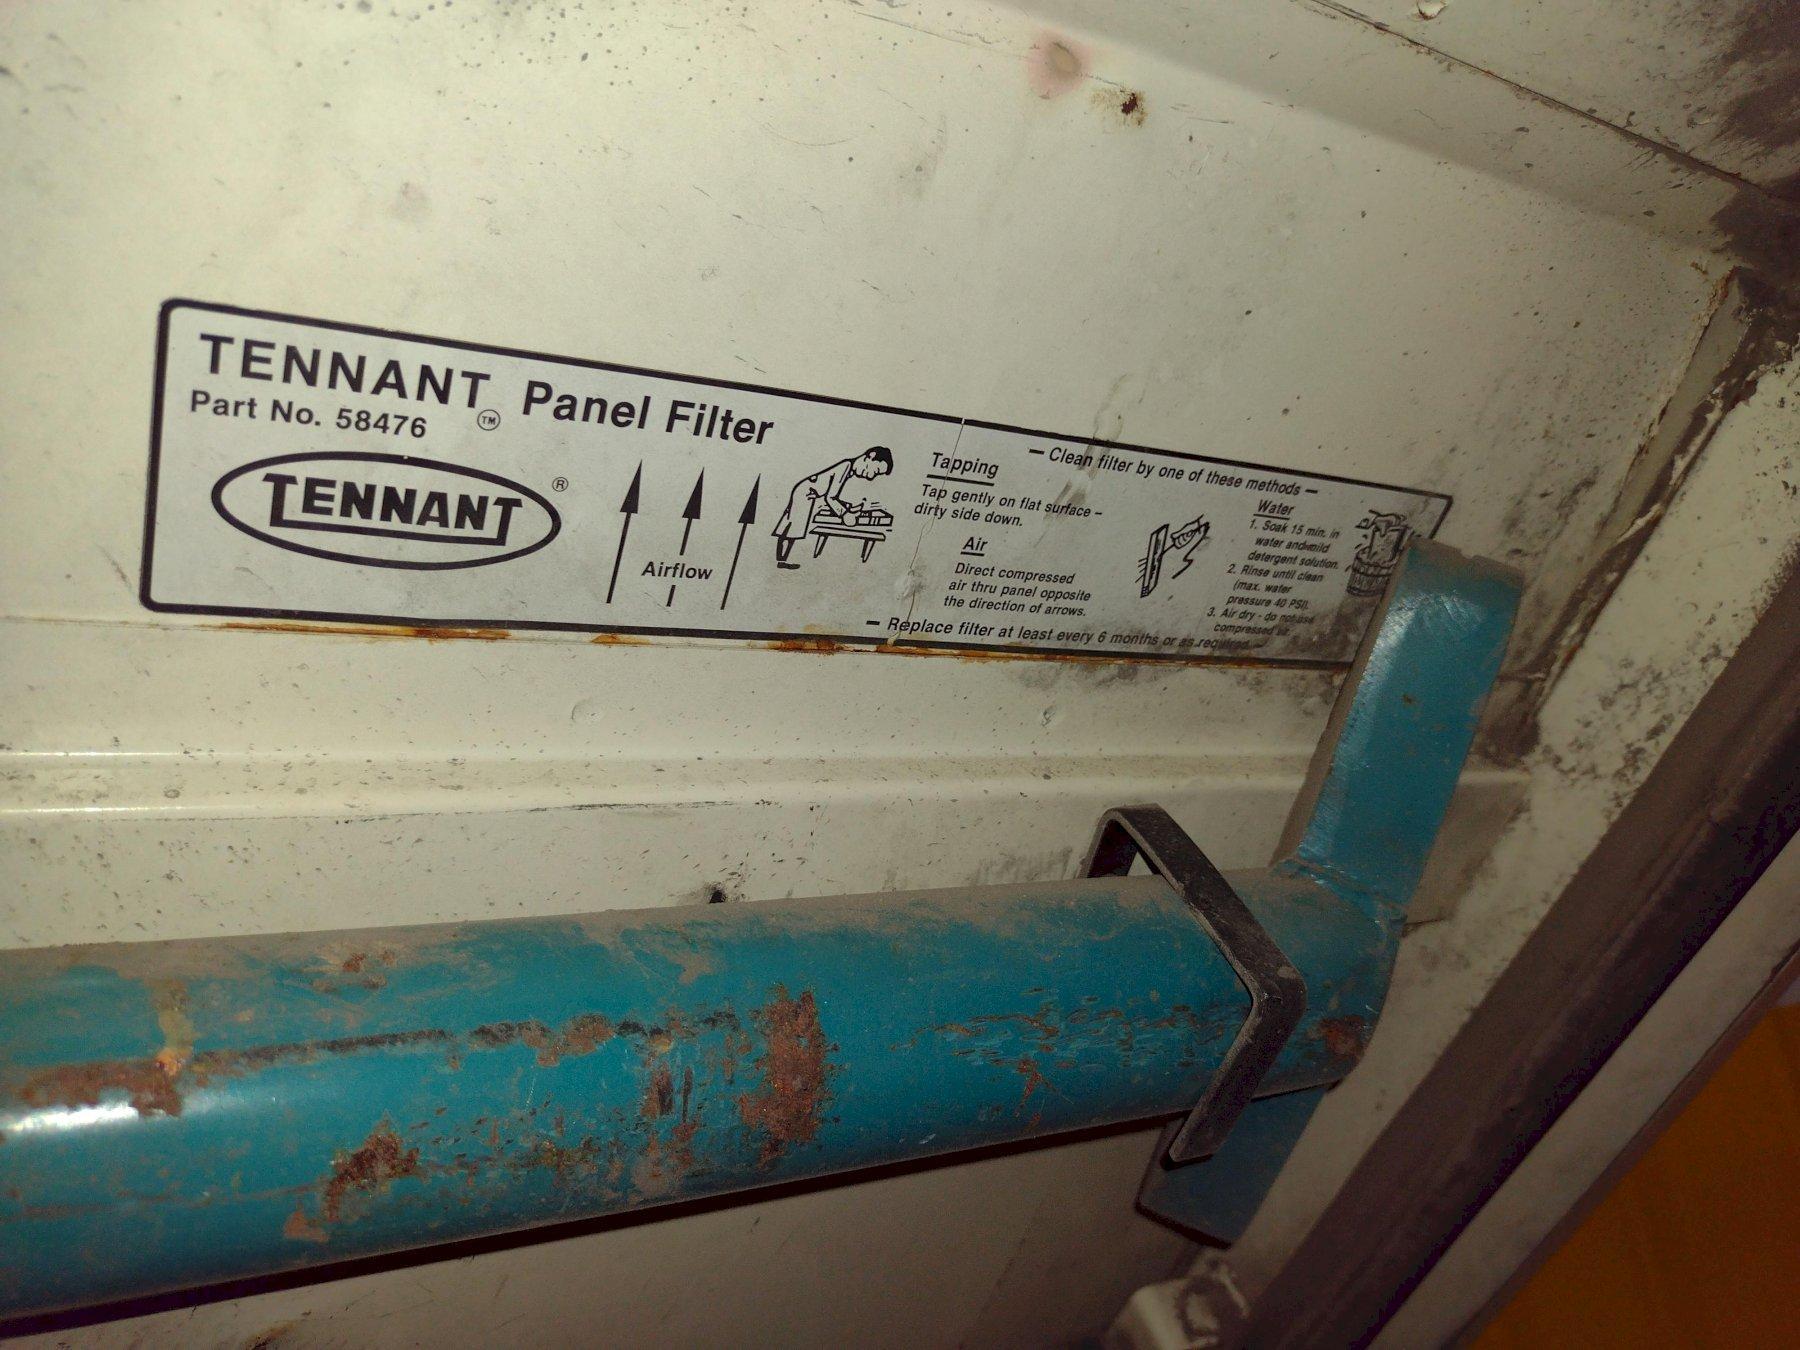 TENNANT™ Panel Filter
Part No. 58476
TENNANT®
Airflow
— Clean filter by one of these methods —
Tapping
Tap gently on flat surface –
dirty side down.
Air
Direct compressed
air thru panel opposite
the direction of arrows.
Water
1. Soak 15 min. in
water and mild
detergent solution.
2. Rinse until clean
(max. water
pressure 40 PSI).
3. Air dry - do not use
compressed air.
— Replace filter at least every 6 months or as required. —